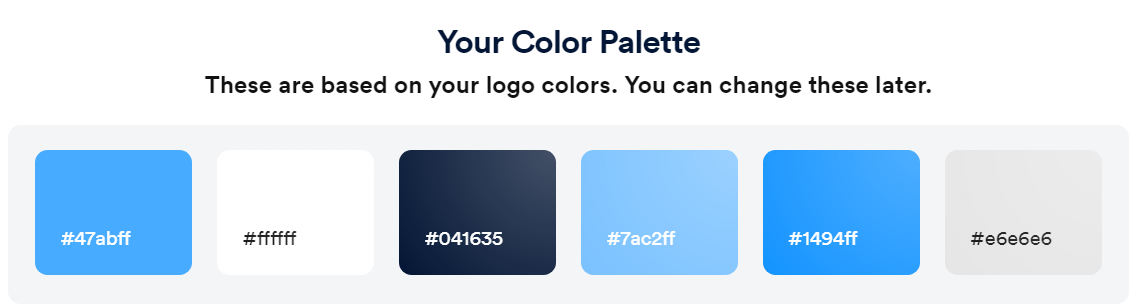 Your Color Palette
These are based on your logo colors. You can change these later.
#47abff #ffffff #041635 #7ac2ff #1494ff #e6e6e6